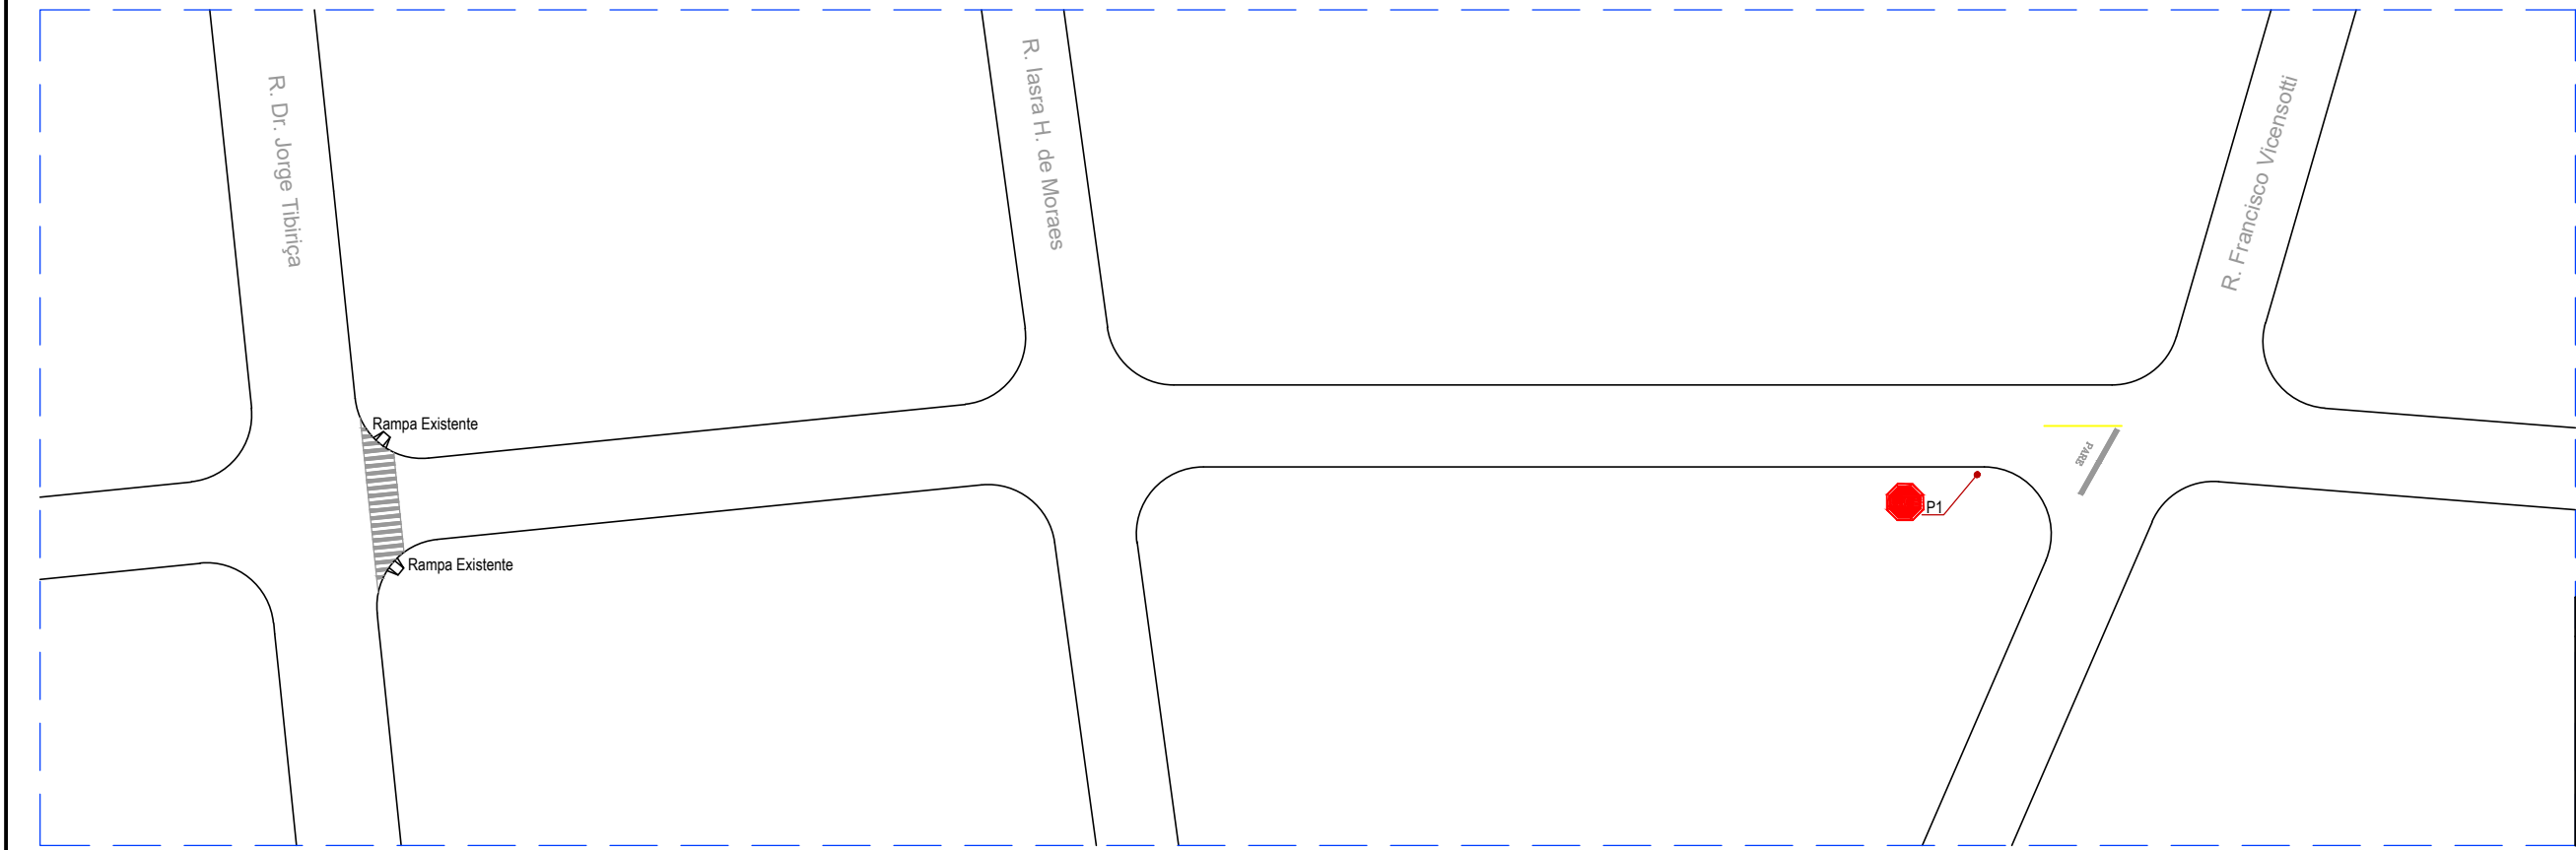 R. Dr. Jorge Tibiriça
R. Iasra H. de Moraes
R. Francisco Vicensotti
Rampa Existente
PARE
P1
Rampa Existente